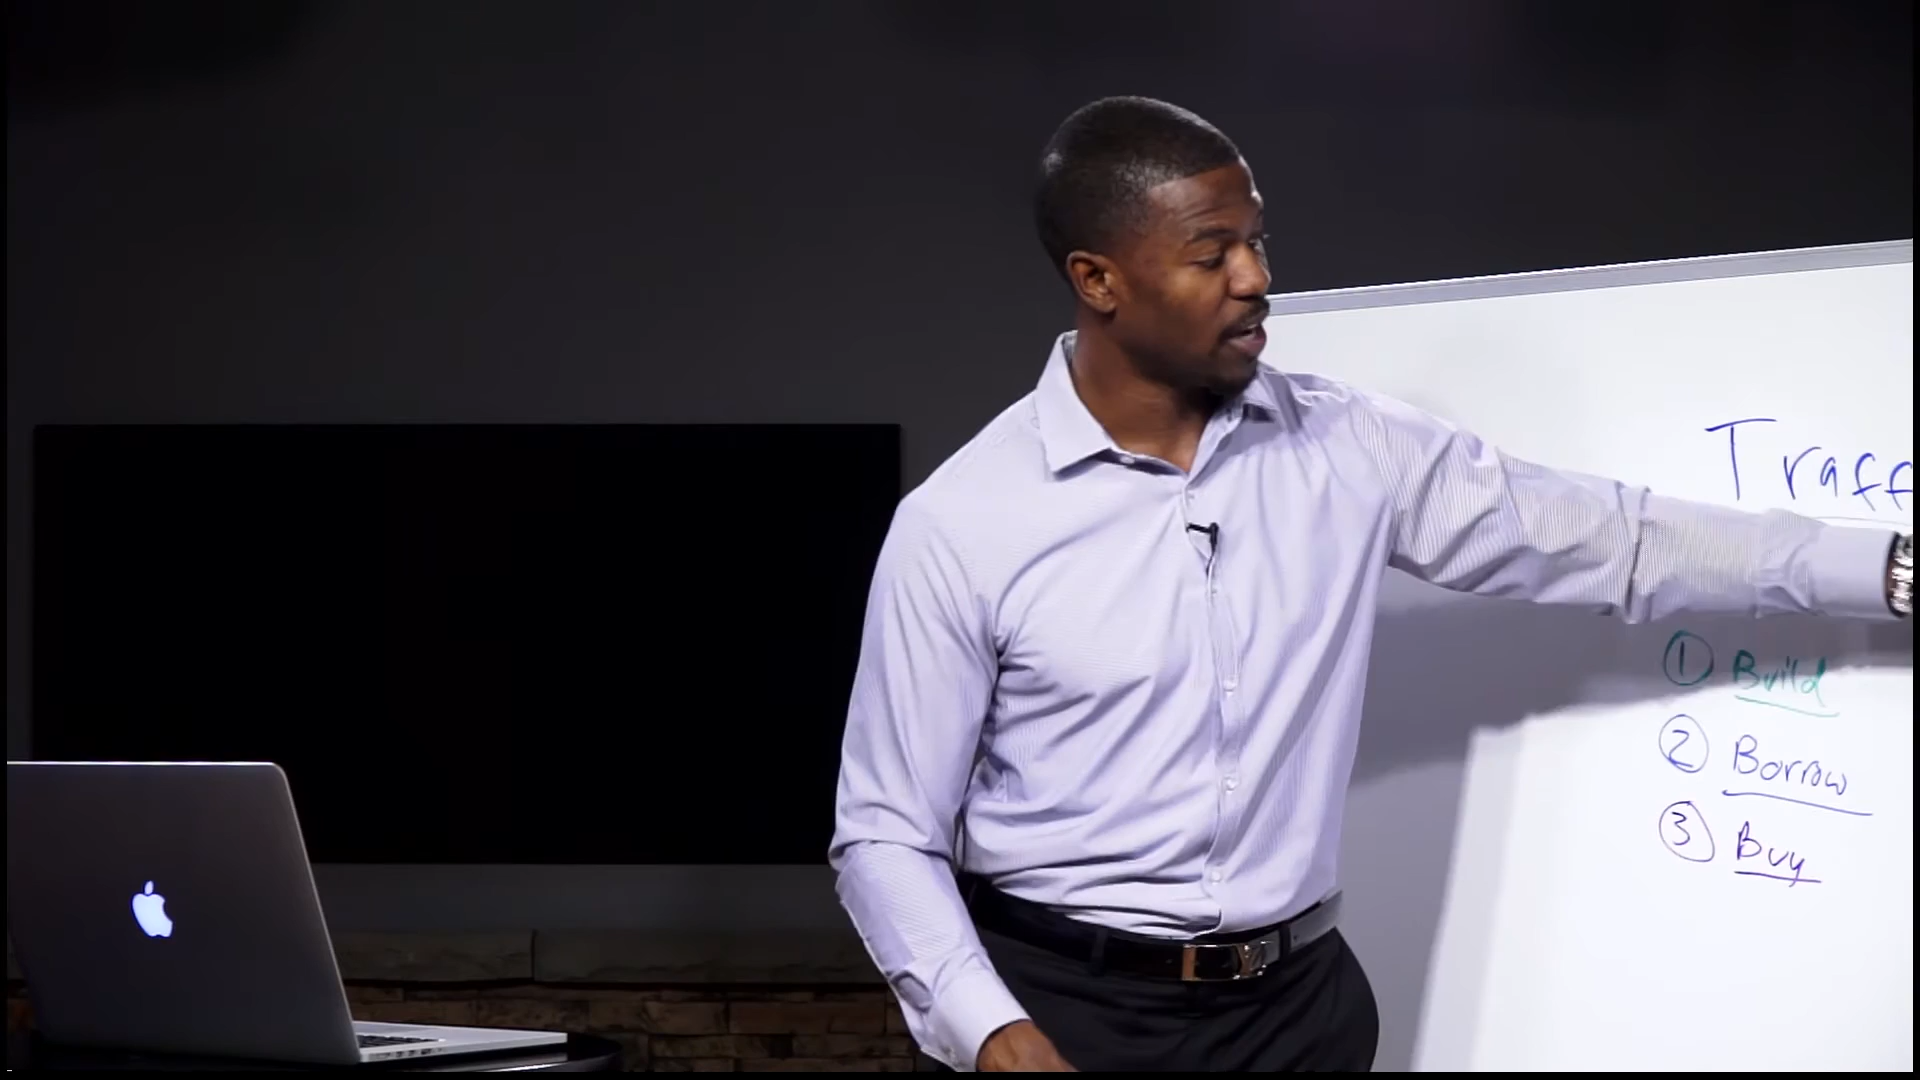 Traff
① Build
② Borrow
③ Buy